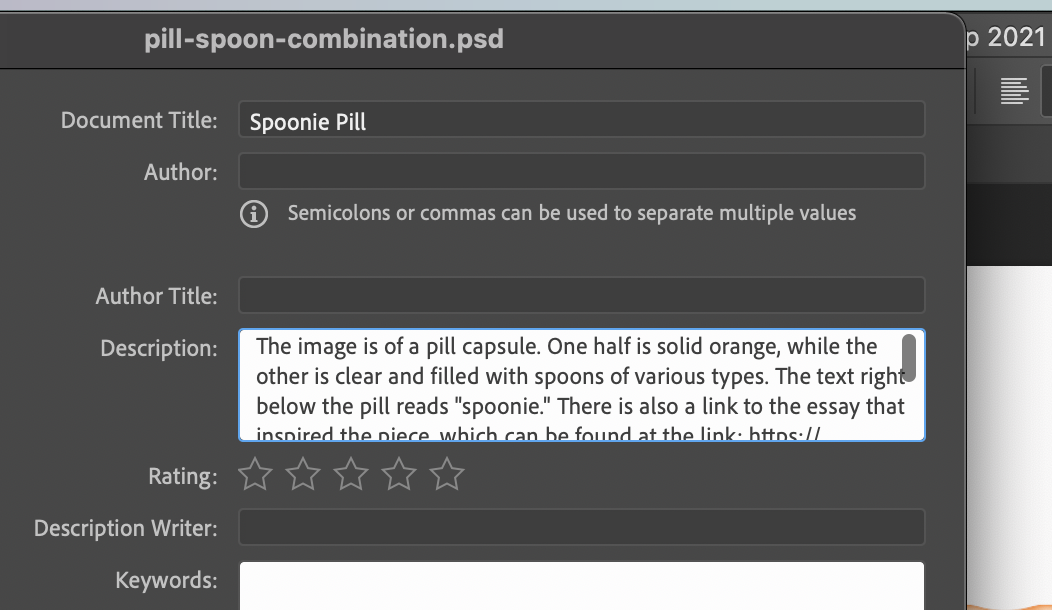 pill-spoon-combination.psd
p 2021
Document Title: Spoonie Pill
Author:
Semicolons or commas can be used to separate multiple values
Author Title:
Description: The image is of a pill capsule. One half is solid orange, while the
other is clear and filled with spoons of various types. The text right
below the pill reads "spoonie." There is also a link to the essay that
inspired the piece, which can be found at the link: https://
Rating:
Description Writer:
Keywords: